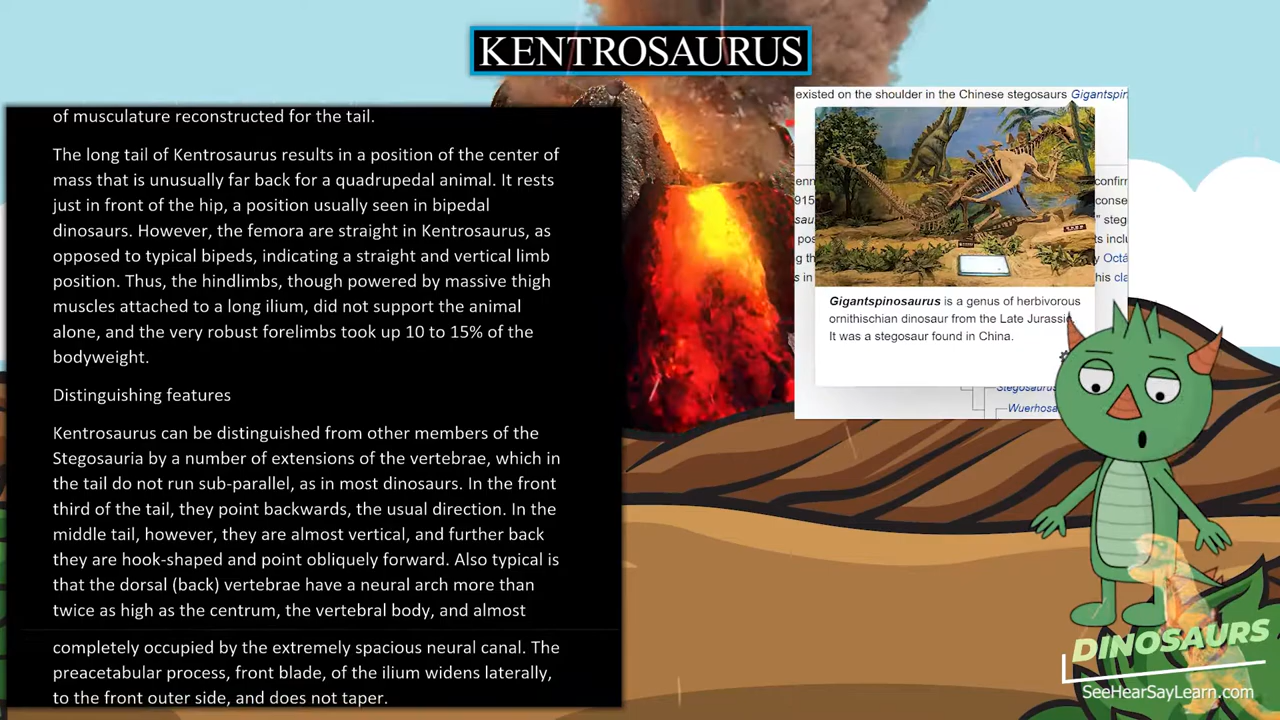 KENTROSAURUS
of musculature reconstructed for the tail.
The long tail of Kentrosaurus results in a position of the center of
mass that is unusually far back for a quadrupedal animal. It rests
just in front of the hip, a position usually seen in bipedal
dinosaurs. However, the femora are straight in Kentrosaurus, as
opposed to typical bipeds, indicating a straight and vertical limb
position. Thus, the hindlimbs, though powered by massive thigh
muscles attached to a long ilium, did not support the animal
alone, and the very robust forelimbs took up 10 to 15% of the
bodyweight.
Distinguishing features
Kentrosaurus can be distinguished from other members of the
Stegosauria by a number of extensions of the vertebrae, which in
the tail do not run sub-parallel, as in most dinosaurs. In the front
third of the tail, they point backwards, the usual direction. In the
middle tail, however, they are almost vertical, and further back
they are hook-shaped and point obliquely forward. Also typical is
that the dorsal (back) vertebrae have a neural arch more than
twice as high as the centrum, the vertebral body, and almost
completely occupied by the extremely spacious neural canal. The
preacetabular process, front blade, of the ilium widens laterally,
to the front outer side, and does not taper.
existed on the shoulder in the Chinese stegosaurs Gigantspin
Gigantspinosaurus is a genus of herbivorous
ornithischian dinosaur from the Late Jurassic.
It was a stegosaur found in China.
Stegosaurus
Wuerhosa
DINOSAURS
SeeHearSayLearn.com